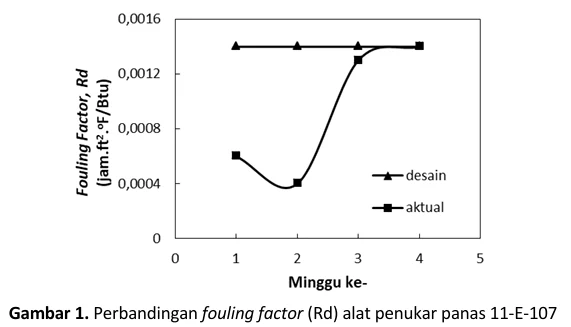 0,0016
0,0012
0,0008
0,0004
0
Fouling Factor, Rd
(jam.ft².ºF/Btu)
desain
aktual
0 1 2 3 4 5
Minggu ke-
Gambar 1. Perbandingan fouling factor (Rd) alat penukar panas 11-E-107